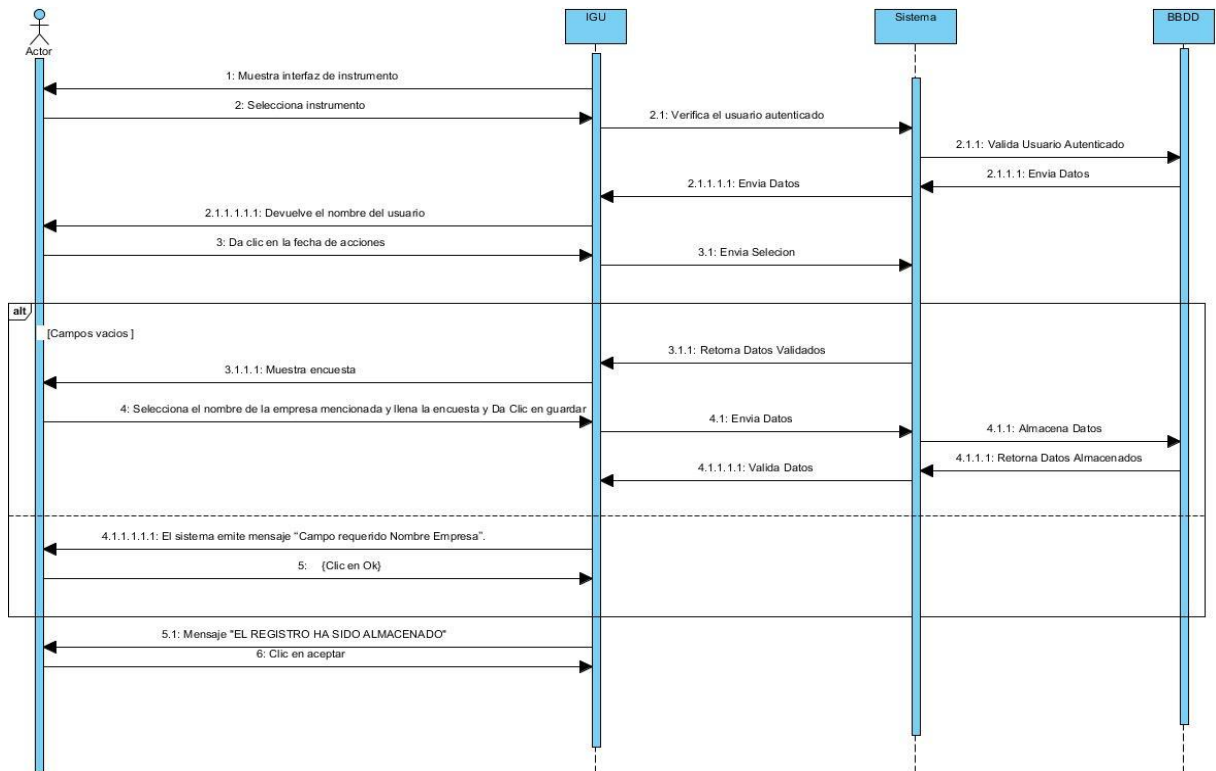 Actor
IGU
Sistema
BBDD
1: Muestra interfaz de instrumento
2: Selecciona instrumento
2.1: Verifica el usuario autenticado
2.1.1: Valida Usuario Autenticado
2.1.1.1: Envia Datos
2.1.1.1.1: Envia Datos
2.1.1.1.1.1: Devuelve el nombre del usuario
3: Da clic en la fecha de acciones
3.1: Envia Selecion
alt
[Campos vacios ]
3.1.1: Retorna Datos Validados
3.1.1.1: Muestra encuesta
4: Selecciona el nombre de la empresa mencionada y llena la encuesta y Da Clic en guardar
4.1: Envia Datos
4.1.1: Almacena Datos
4.1.1.1: Retorna Datos Almacenados
4.1.1.1.1: Valida Datos
4.1.1.1.1.1: El sistema emite mensaje “Campo requerido Nombre Empresa”.
5: {Clic en Ok}
5.1: Mensaje "EL REGISTRO HA SIDO ALMACENADO"
6: Clic en aceptar